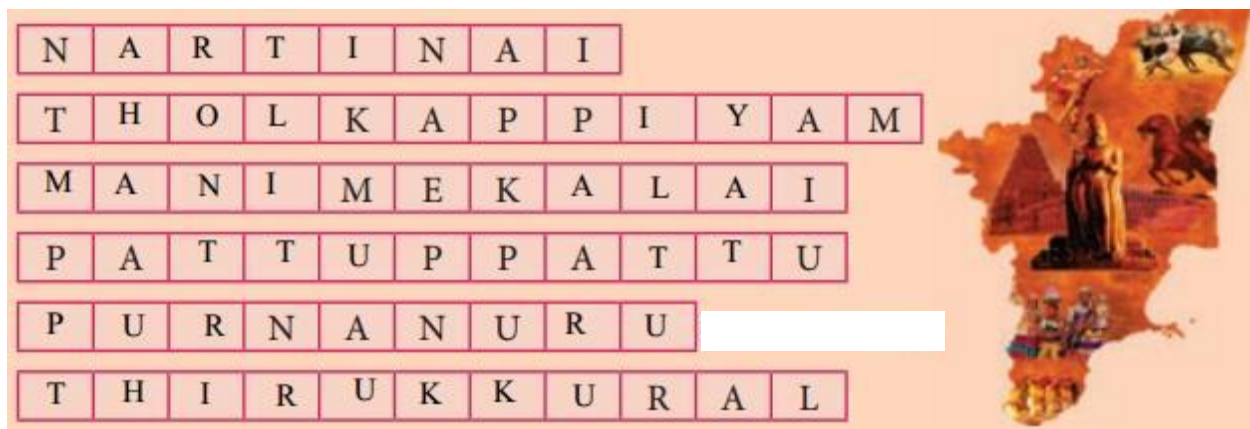 NARTINAI
THOLKAPPIYAM
MANIMEKALAI
PATTUPPATTU
PURNANURU
THIRUKKURAL